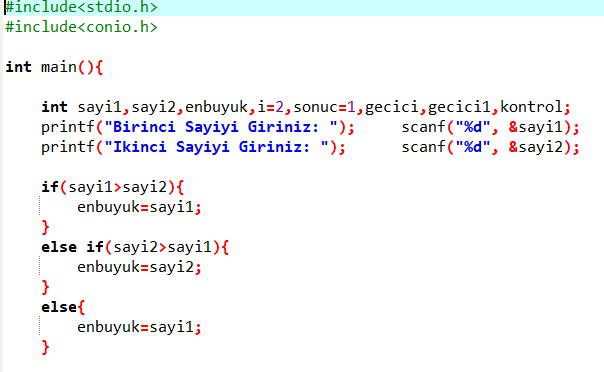 #include<stdio.h>
#include<conio.h>
int main(){
int sayi1,sayi2,enbuyuk,i=2,sonuc=1,gecici,gecici1,kontrol;
printf("Birinci Sayiyi Giriniz: ");     scanf("%d", &sayi1);
printf("Ikinci Sayiyi Giriniz: ");      scanf("%d", &sayi2);
if(sayi1>sayi2){
enbuyuk=sayi1;
}
else if(sayi2>sayi1){
enbuyuk=sayi2;
}
else{
enbuyuk=sayi1;
}